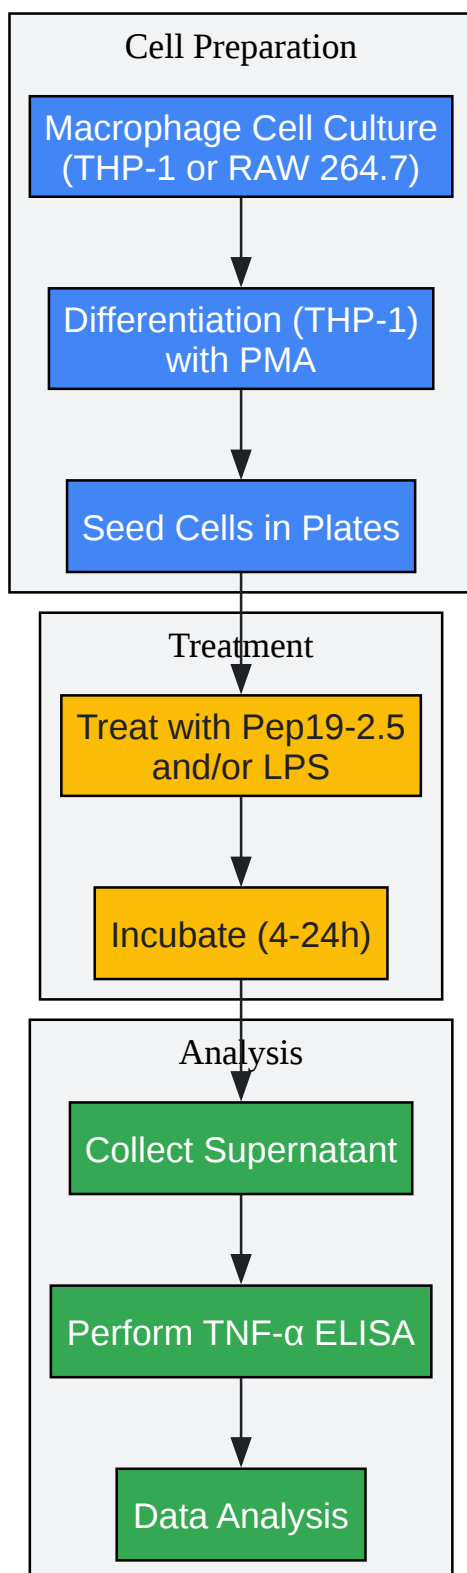 Cell Preparation
Macrophage Cell Culture
(THP-1 or RAW 264.7)
Differentiation (THP-1)
with PMA
Seed Cells in Plates
Treatment
Treat with Pep19-2.5
and/or LPS
Incubate (4-24h)
Analysis
Collect Supernatant
Perform TNF-α ELISA
Data Analysis